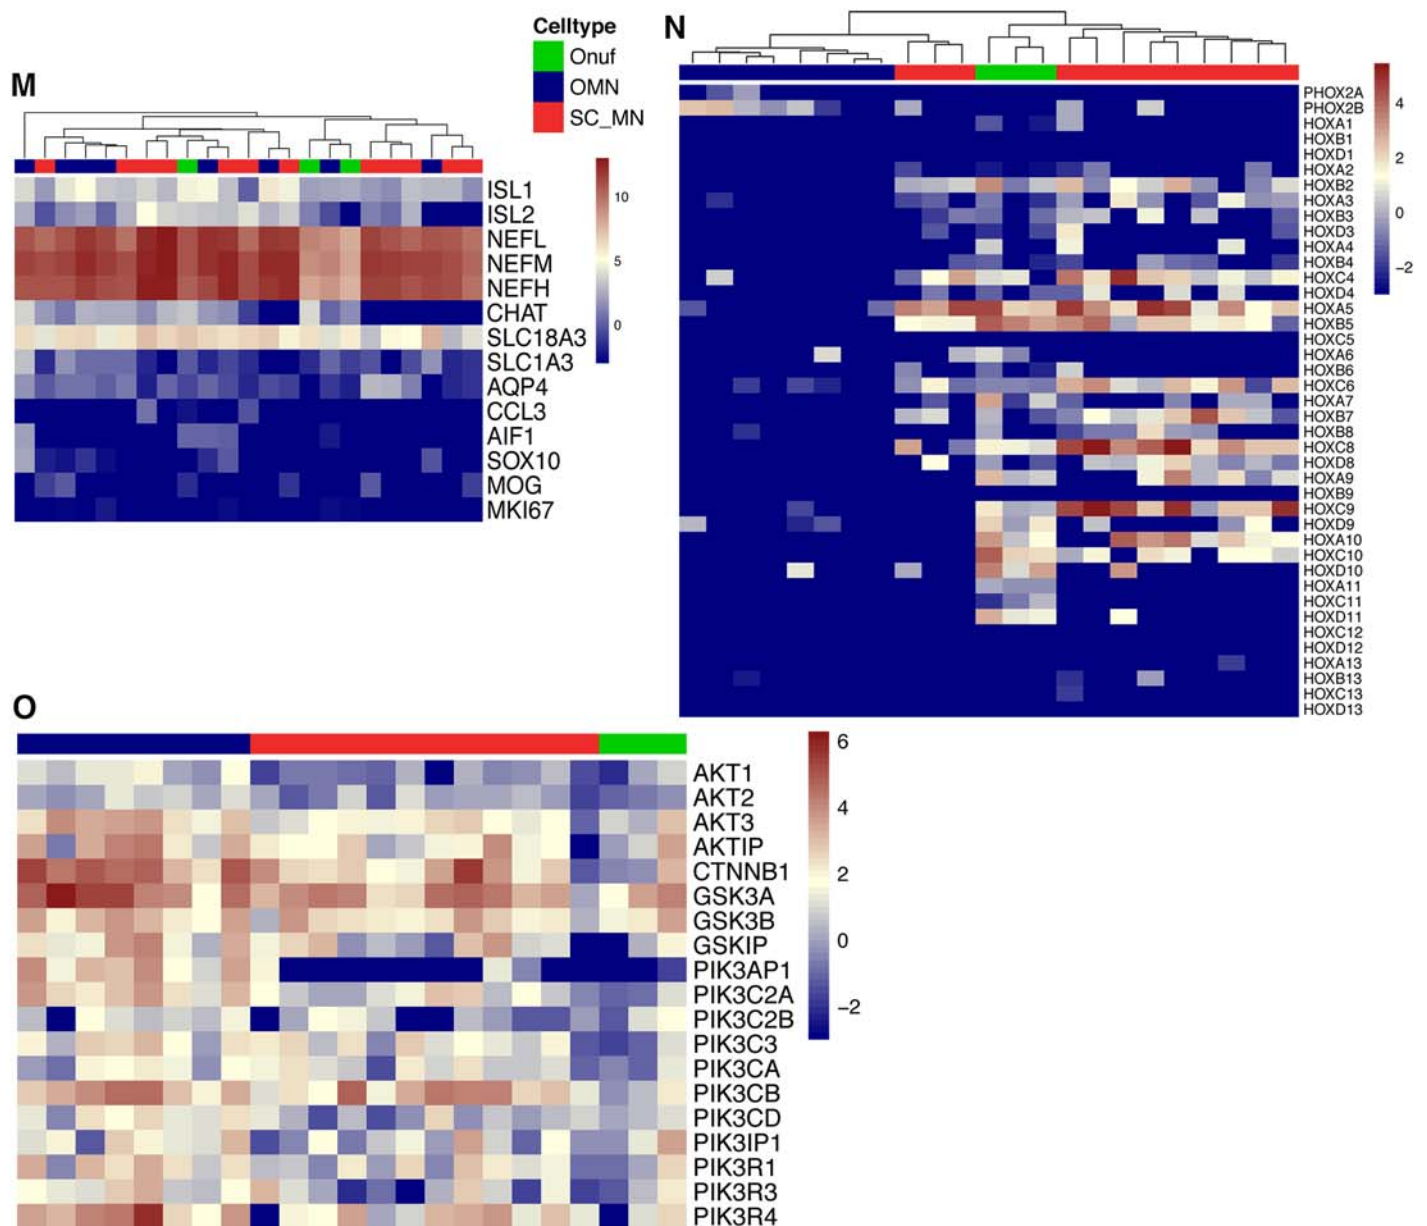 M
Celltype
Onuf
OMN
SC_MN
10
5
0
ISL1
ISL2
NEFL
NEFM
NEFH
CHAT
SLC18A3
SLC1A3
AQP4
CCL3
AIF1
SOX10
MOG
MKI67
N
4
2
0
−2
PHOX2A
PHOX2B
HOXA1
HOXB1
HOXD1
HOXA2
HOXB2
HOXA3
HOXB3
HOXD3
HOXA4
HOXB4
HOXC4
HOXD4
HOXA5
HOXB5
HOXC5
HOXA6
HOXB6
HOXC6
HOXA7
HOXB7
HOXB8
HOXC8
HOXD8
HOXA9
HOXB9
HOXC9
HOXD9
HOXA10
HOXC10
HOXD10
HOXA11
HOXC11
HOXD11
HOXC12
HOXD12
HOXA13
HOXB13
HOXC13
HOXD13
O
AKT1
AKT2
AKT3
AKTIP
CTNNB1
GSK3A
GSK3B
GSKIP
PIK3AP1
PIK3C2A
PIK3C2B
PIK3C3
PIK3CA
PIK3CB
PIK3CD
PIK3IP1
PIK3R1
PIK3R3
PIK3R4
6
4
2
0
−2